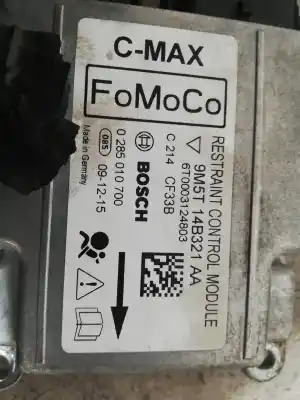 C-MAX
FoMoCo
RESTRAINT CONTROL MODULE
9M5T 14B321 AA
6T0003124803
C 214 CF33B
BOSCH
0 285 010 700
085 09-12-15
Made in Germany